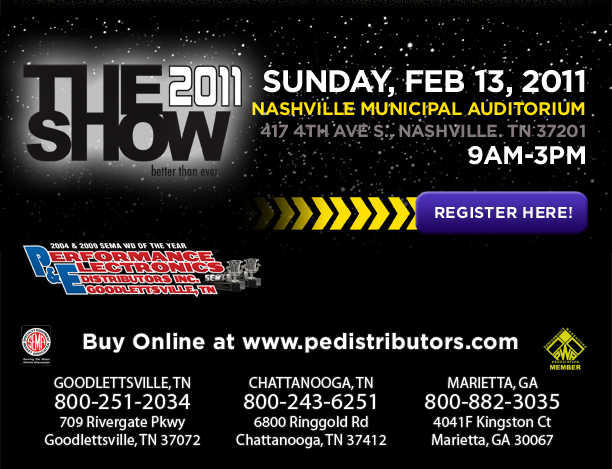 THE 2011 SHOW
better than ever.
SUNDAY, FEB 13, 2011
NASHVILLE MUNICIPAL AUDITORIUM
417 4TH AVE S., NASHVILLE. TN 37201
9AM-3PM
REGISTER HERE!
2004 & 2009 SEMA WD OF THE YEAR
PERFORMANCE
& ELECTRONICS
DISTRIBUTORS INC.
GOODLETTSVILLE, TN
SEMA
Buy Online at www.pedistributors.com
PWA
ASSOCIATION
MEMBER
GOODLETTSVILLE, TN
800-251-2034
709 Rivergate Pkwy
Goodlettsville, TN 37072
CHATTANOOGA, TN
800-243-6251
6800 Ringgold Rd
Chattanooga, TN 37412
MARIETTA, GA
800-882-3035
4041F Kingston Ct
Marietta, GA 30067